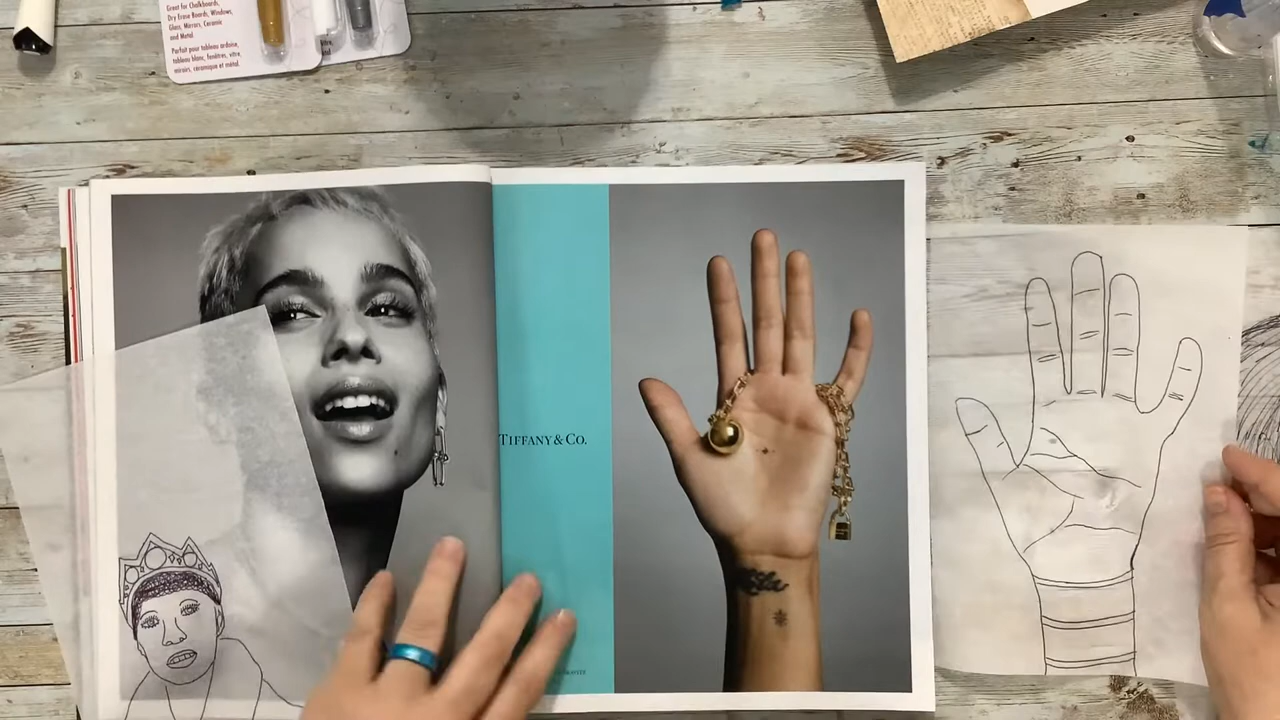 Great for Chalkboards,
Dry Erase Boards, Windows,
Glass, Mirrors, Ceramic
and Metal
Parfait pour tableau ardoise,
tableau blanc, fenêtres, vitre,
miroirs, céramique et métal.
TIFFANY & CO.